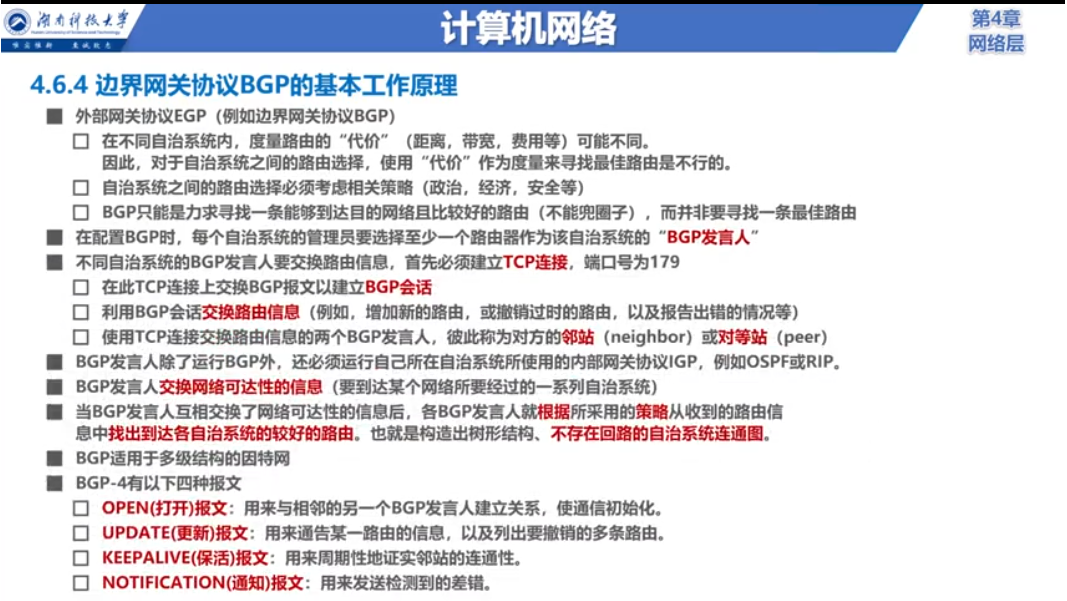 湖南科技大学
Hunan University of Science and Technology
唯实惟新 至诚致志
计算机网络
第4章
网络层
4.6.4 边界网关协议BGP的基本工作原理
外部网关协议EGP（例如边界网关协议BGP）
在不同自治系统内，度量路由的“代价”（距离，带宽，费用等）可能不同。
因此，对于自治系统之间的路由选择，使用“代价”作为度量来寻找最佳路由是不行的。
自治系统之间的路由选择必须考虑相关策略（政治，经济，安全等）
BGP只能是力求寻找一条能够到达目的网络且比较好的路由（不能兜圈子），而并非要寻找一条最佳路由
在配置BGP时，每个自治系统的管理员要选择至少一个路由器作为该自治系统的“BGP发言人”
不同自治系统的BGP发言人要交换路由信息，首先必须建立TCP连接，端口号为179
在此TCP连接上交换BGP报文以建立BGP会话
利用BGP会话交换路由信息（例如，增加新的路由，或撤销过时的路由，以及报告出错的情况等）
使用TCP连接交换路由信息的两个BGP发言人，彼此称为对方的邻站（neighbor）或对等站（peer）
BGP发言人除了运行BGP外，还必须运行自己所在自治系统所使用的内部网关协议IGP，例如OSPF或RIP。
BGP发言人交换网络可达性的信息（要到达某个网络所要经过的一系列自治系统）
当BGP发言人互相交换了网络可达性的信息后，各BGP发言人就根据所采用的策略从收到的路由信
息中找出到达各自治系统的较好的路由。也就是构造出树形结构、不存在回路的自治系统连通图。
BGP适用于多级结构的因特网
BGP-4有以下四种报文
OPEN(打开)报文：用来与相邻的另一个BGP发言人建立关系，使通信初始化。
UPDATE(更新)报文：用来通告某一路由的信息，以及列出要撤销的多条路由。
KEEPALIVE(保活)报文：用来周期性地证实邻站的连通性。
NOTIFICATION(通知)报文：用来发送检测到的差错。